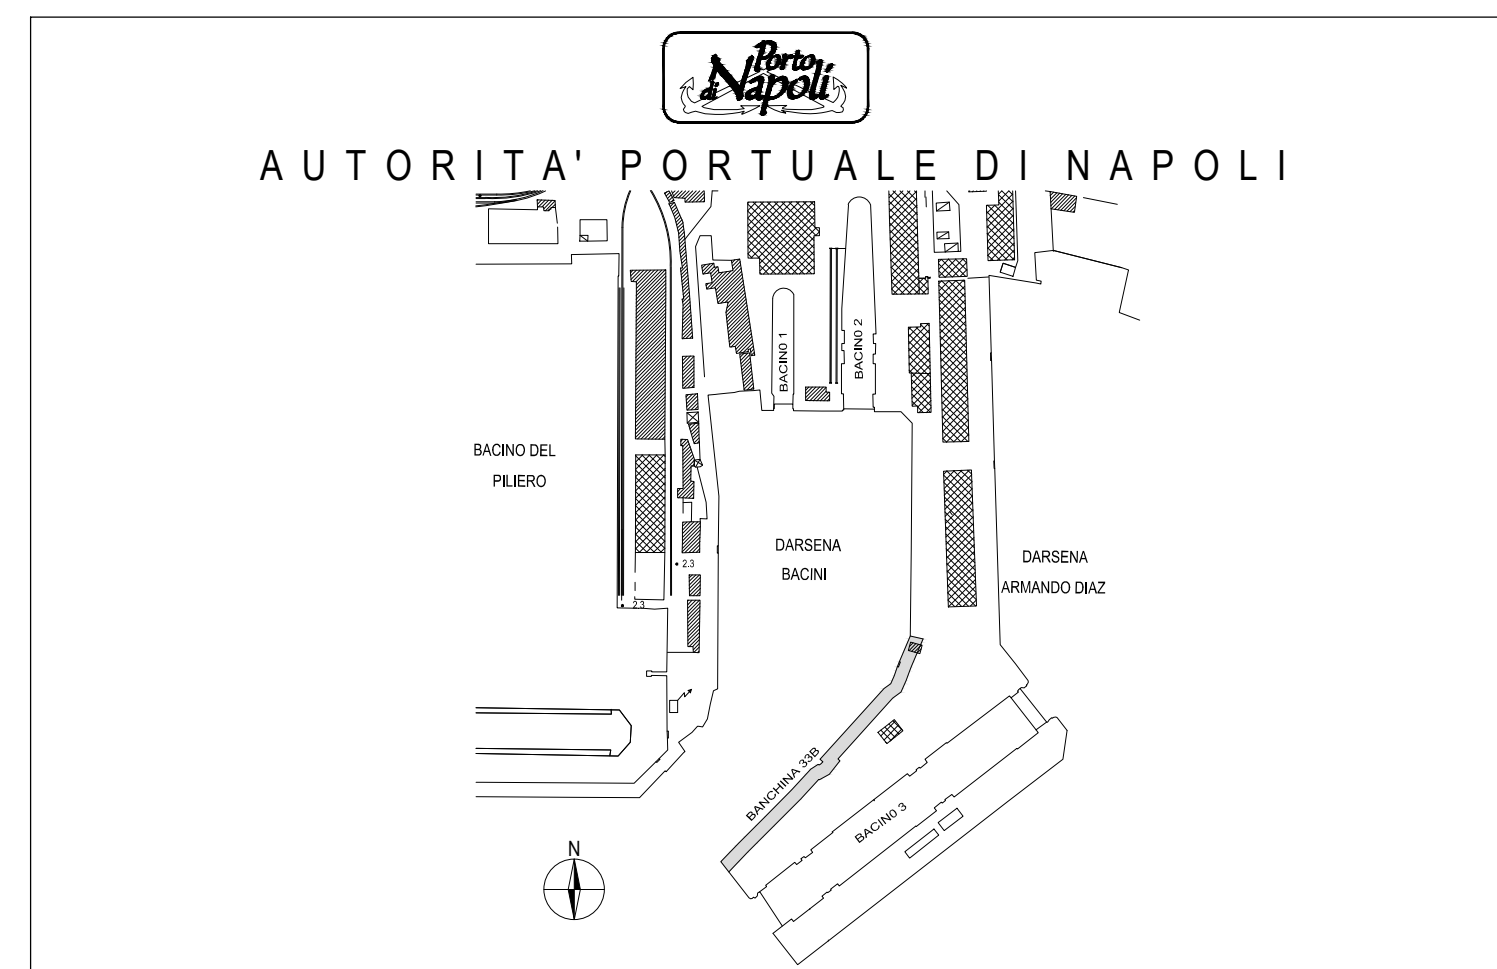 Porto
di Napoli
AUTORITA' PORTUALE DI NAPOLI
BACINO 1
BACINO 2
BACINO DEL
PILIERO
DARSENA
BACINI
DARSENA
ARMANDO DIAZ
2.3
2.3
BANCHINA 33B
BACINO 3
N